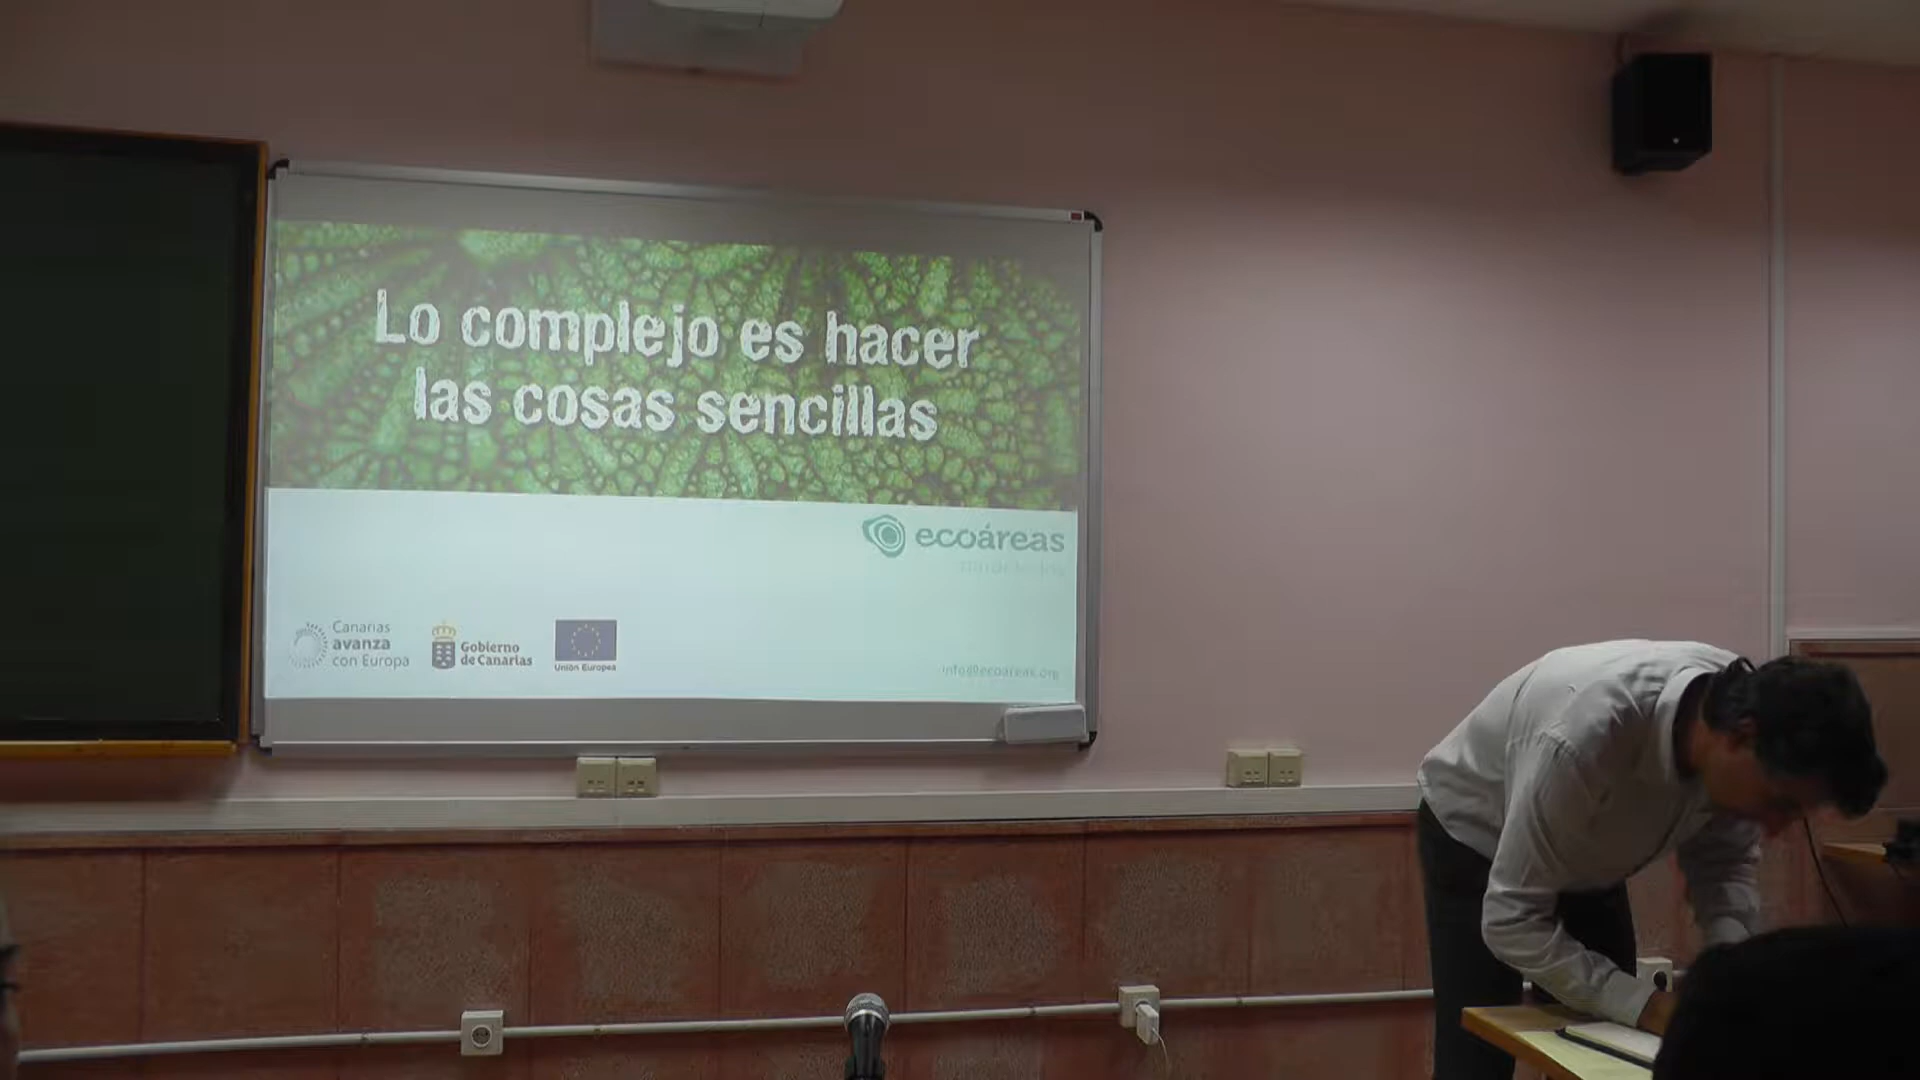 Lo complejo es hacer
las cosas sencillas
ecoáreas
Canarias
avanza
con Europa
Gobierno
de Canarias
Unión Europea
info@ecoareas.org